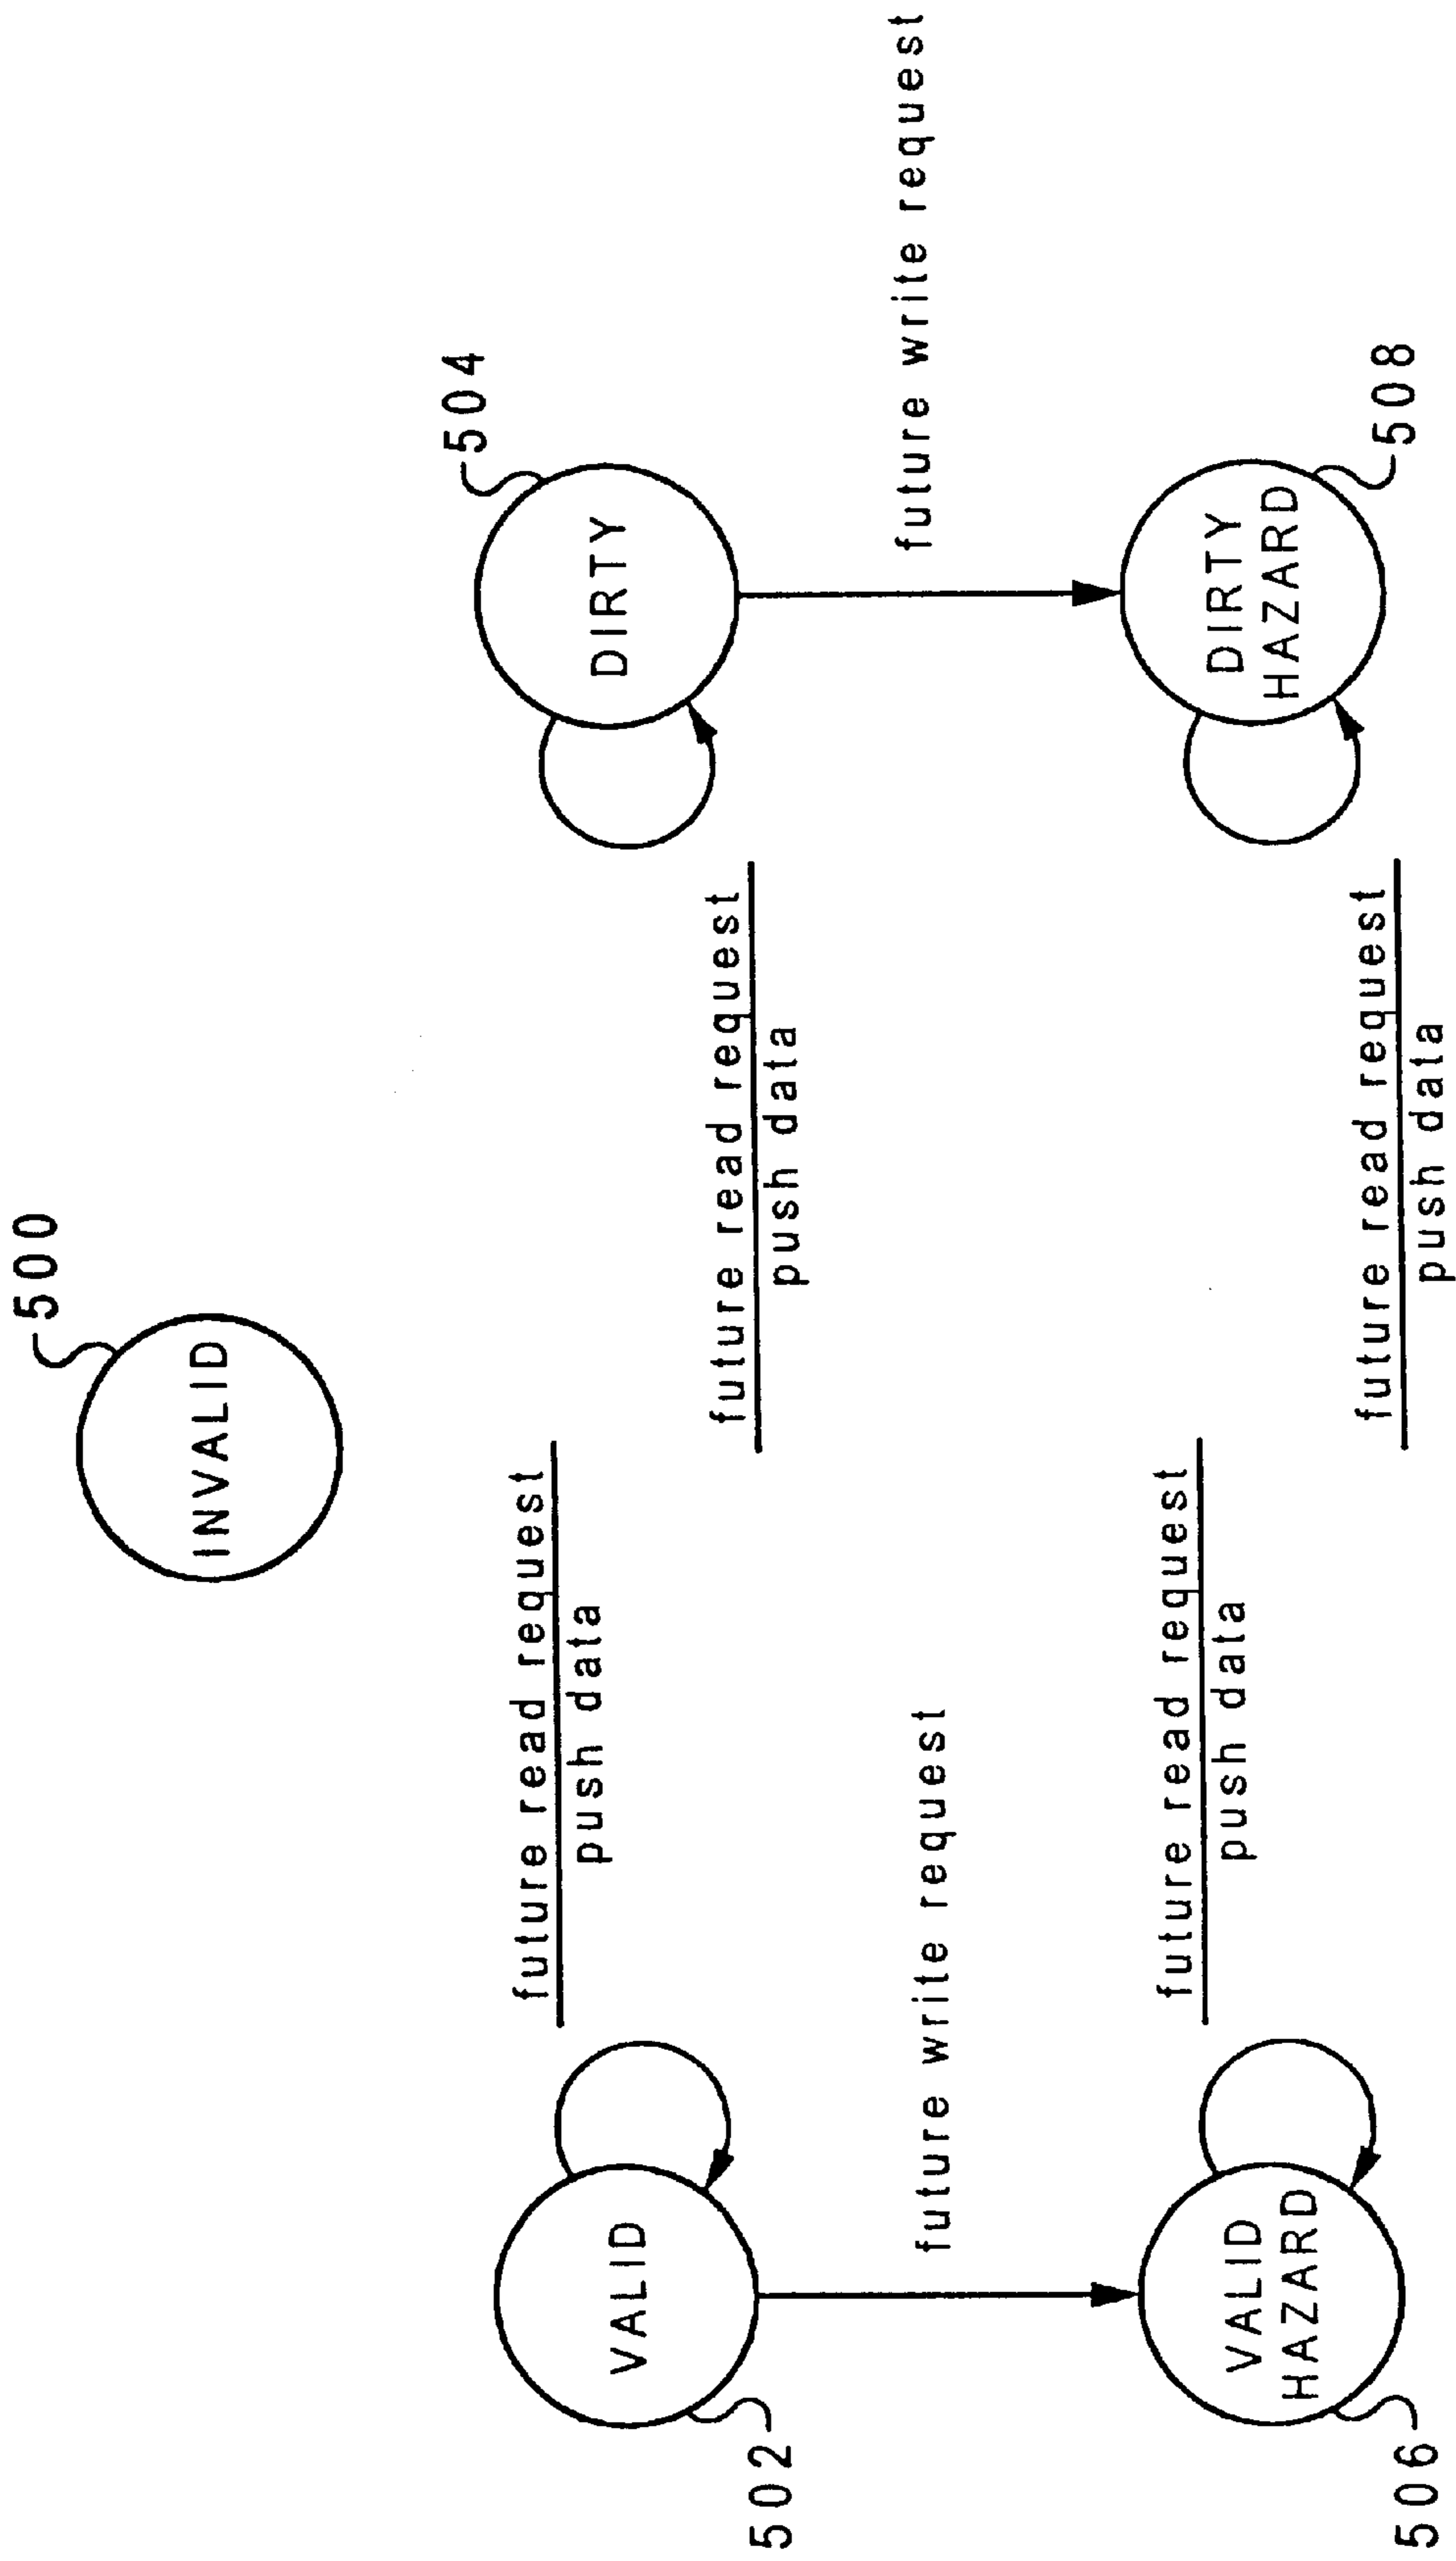 500
INVALID
VALID
502
future read request
push data
504
DIRTY
future read request
push data
future write request
future write request
VALID
HAZARD
506
future read request
push data
DIRTY
HAZARD
508
future read request
push data